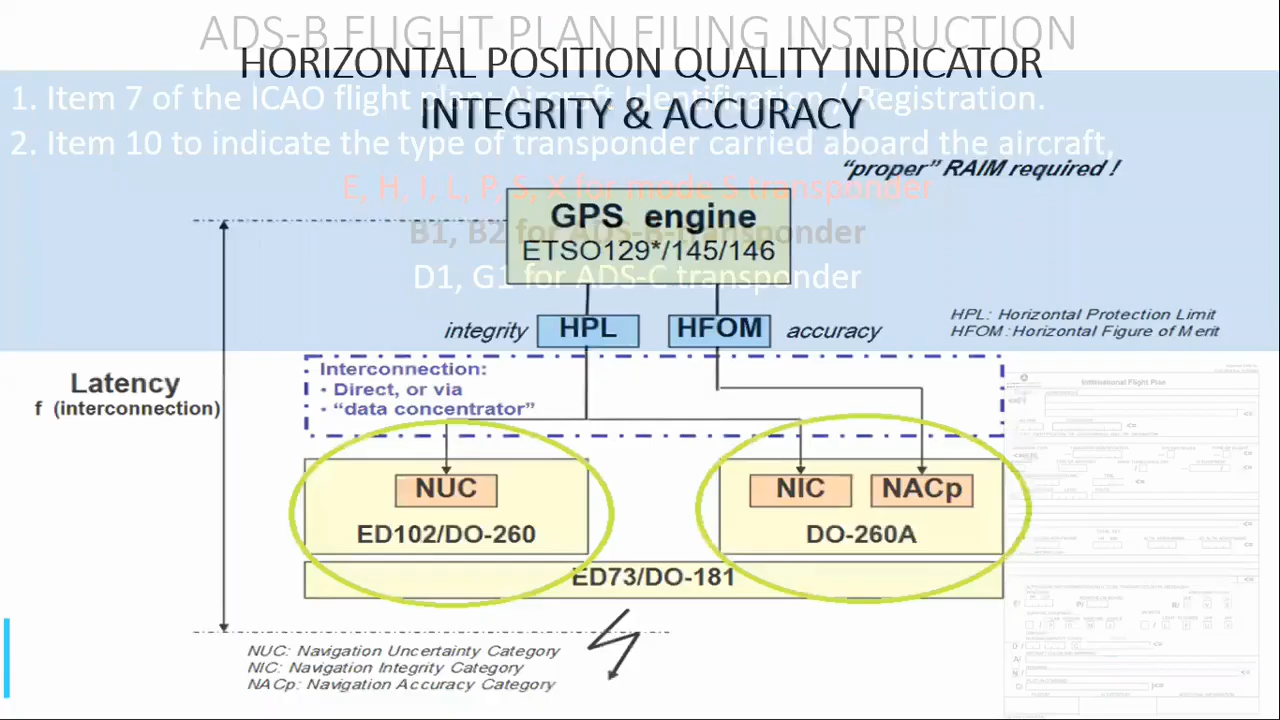 ADS-B FLIGHT PLAN FILING INSTRUCTION
HORIZONTAL POSITION QUALITY INDICATOR
INTEGRITY & ACCURACY
1. Item 7 of the ICAO flight plan: Aircraft Identification / Registration.
2. Item 10 to indicate the type of transponder carried aboard the aircraft,
E, H, I, L, P, S, X for mode S transponder
B1, B2 for ADS-B transponder
D1, G1 for ADS-C transponder
"proper" RAIM required !
GPS engine
ETSO129*/145/146
integrity
HPL
HFOM
accuracy
HPL: Horizontal Protection Limit
HFOM: Horizontal Figure of Merit
Interconnection:
• Direct, or via
• "data concentrator"
Latency
f (interconnection)
NUC
ED102/DO-260
NIC
NACp
DO-260A
ED73/DO-181
NUC: Navigation Uncertainty Category
NIC: Navigation Integrity Category
NACp: Navigation Accuracy Category
International Flight Plan